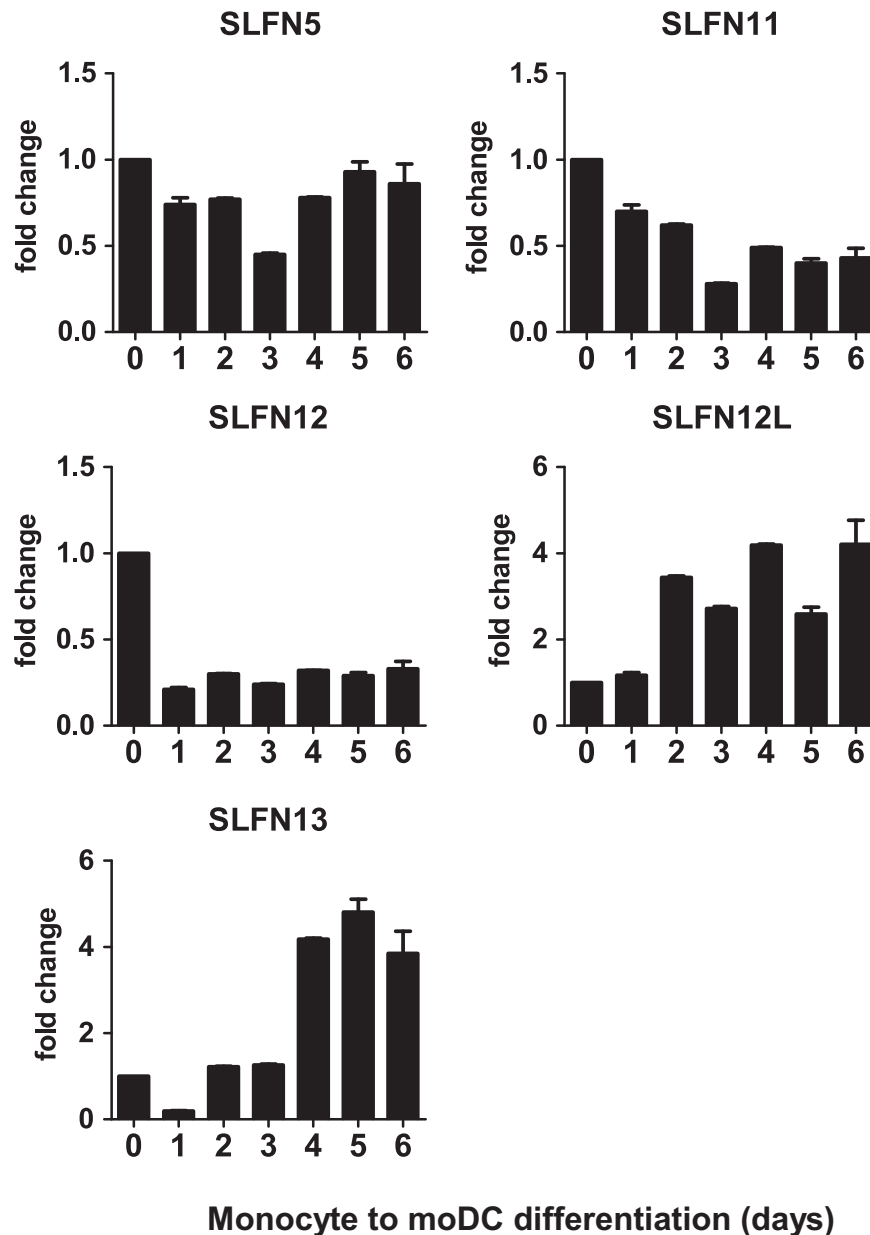 SLFN5
fold change
1.5
1.0
0.5
0.0
0 1 2 3 4 5 6
SLFN11
fold change
1.5
1.0
0.5
0.0
0 1 2 3 4 5 6
SLFN12
fold change
1.5
1.0
0.5
0.0
0 1 2 3 4 5 6
SLFN12L
fold change
6
4
2
0
0 1 2 3 4 5 6
SLFN13
fold change
6
4
2
0
0 1 2 3 4 5 6
Monocyte to moDC differentiation (days)